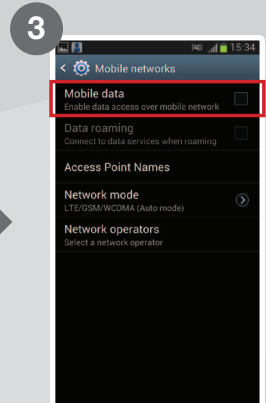 3
15:34
< Mobile networks
Mobile data
Enable data access over mobile network
Data roaming
Connect to data services when roaming
Access Point Names
Network mode
LTE/GSM/WCDMA (Auto mode)
Network operators
Select a network operator